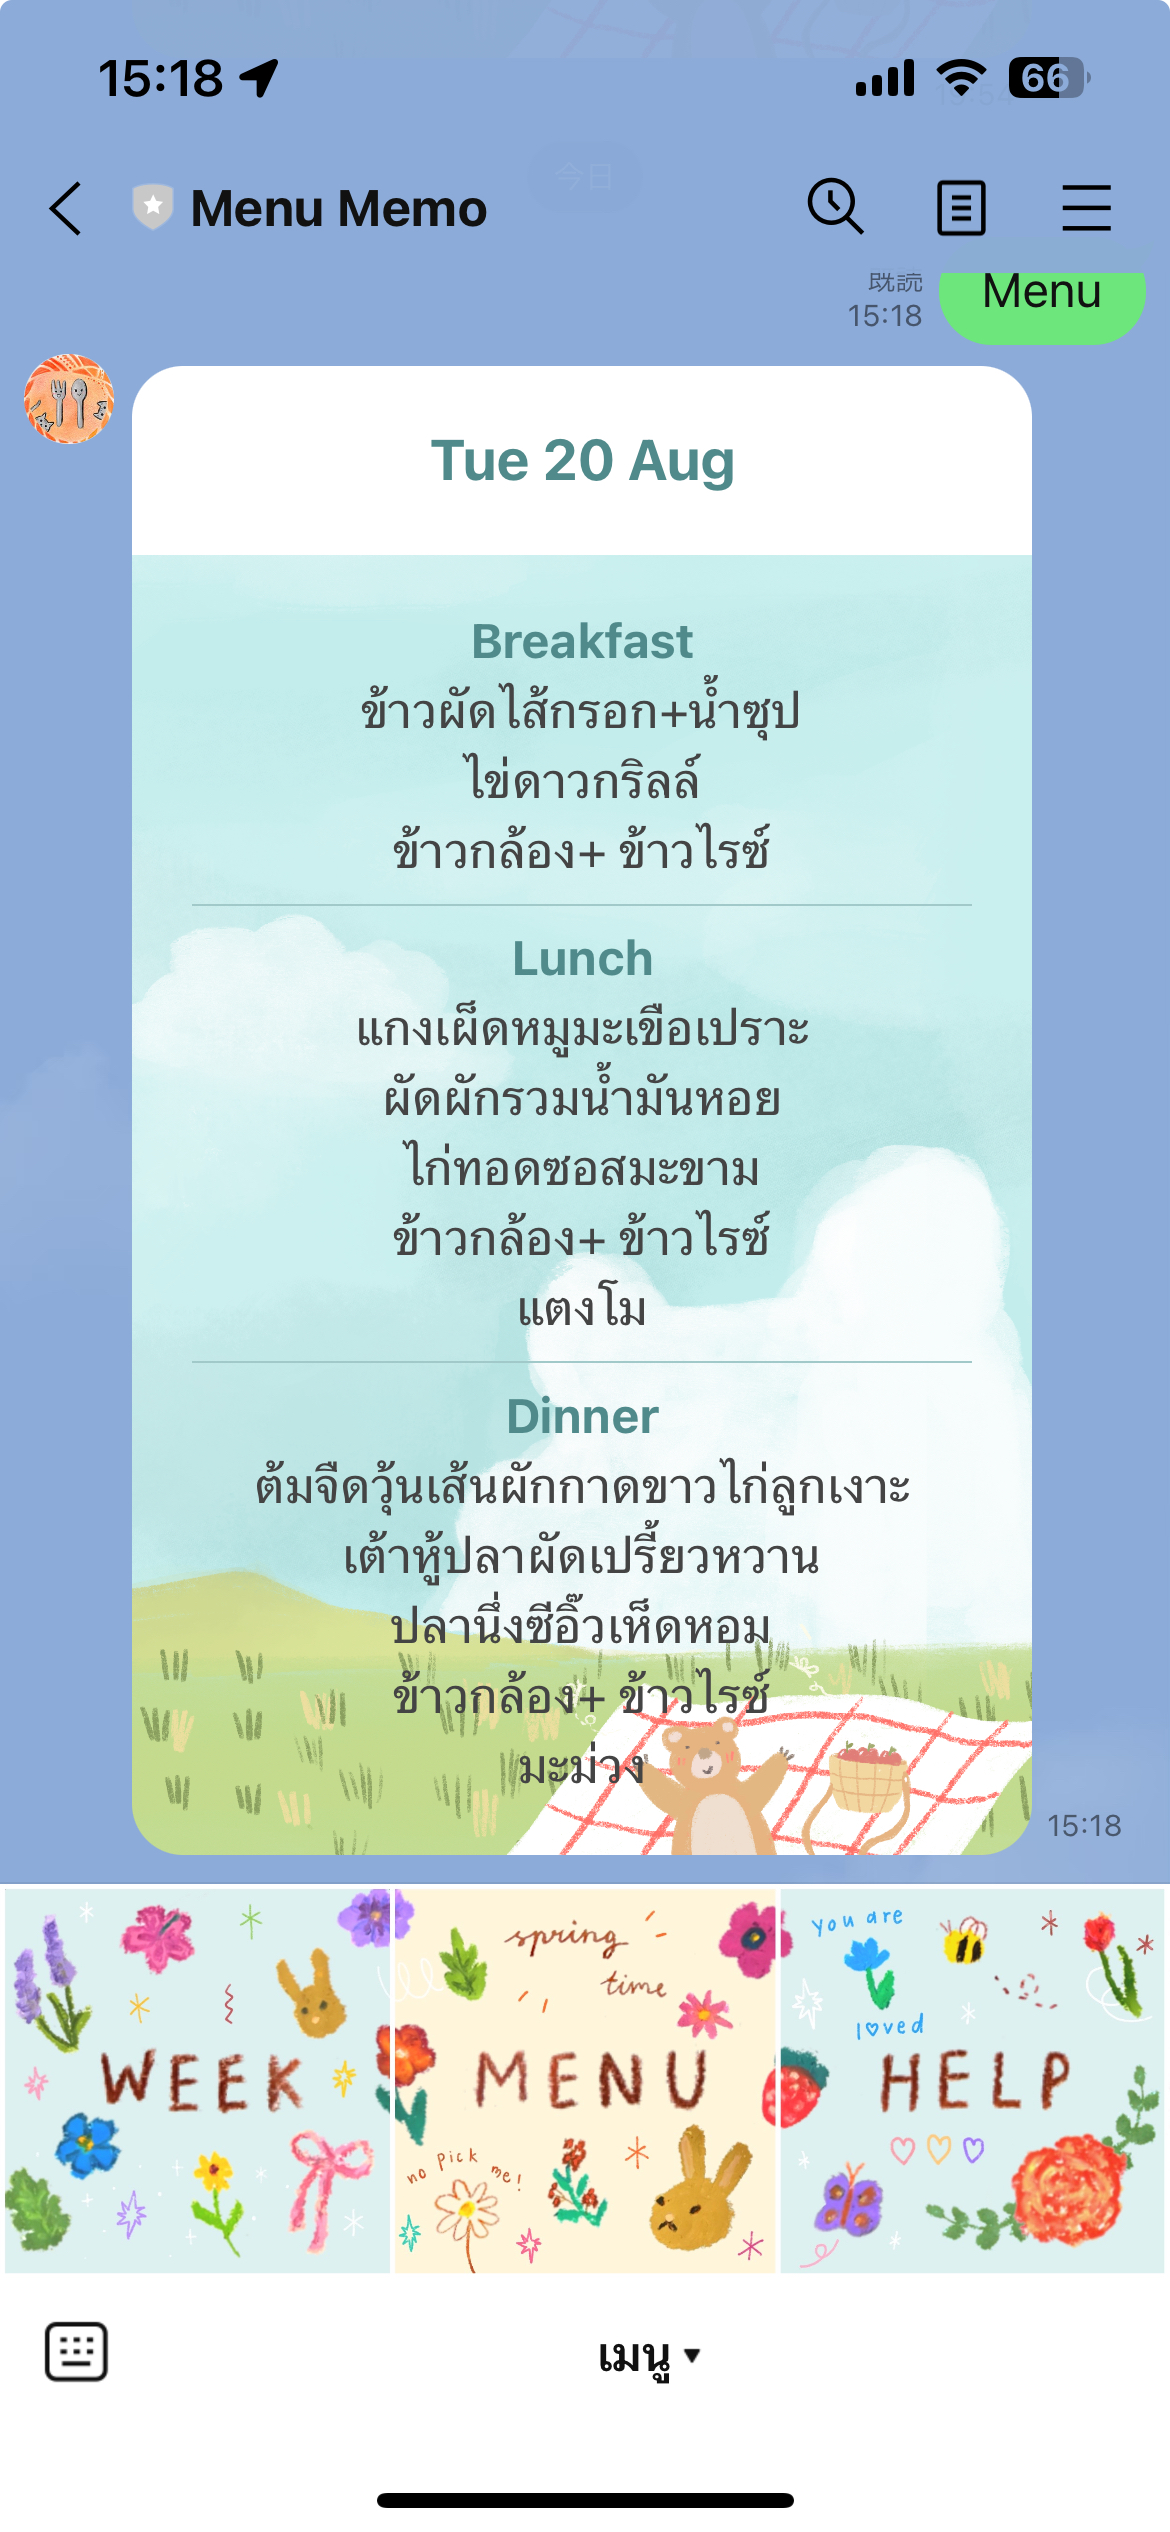 15:18
66
今日
Menu Memo
既読
15:18
Menu
Tue 20 Aug
Breakfast
ข้าวผัดไส้กรอก+น้ำซุป
ไข่ดาวกริลล์
ข้าวกล้อง+ ข้าวไรซ์
Lunch
แกงเผ็ดหมูมะเขือเปราะ
ผัดผักรวมน้ำมันหอย
ไก่ทอดซอสมะขาม
ข้าวกล้อง+ ข้าวไรซ์
แตงโม
Dinner
ต้มจืดวุ้นเส้นผักกาดขาวไก่ลูกเงาะ
เต้าหู้ปลาผัดเปรี้ยวหวาน
ปลานึ่งซีอิ๊วเห็ดหอม
ข้าวกล้อง+ ข้าวไรซ์
มะม่วง
15:18
WEEK
spring
time
MENU
no pick me!
you are
loved
HELP
เมนู